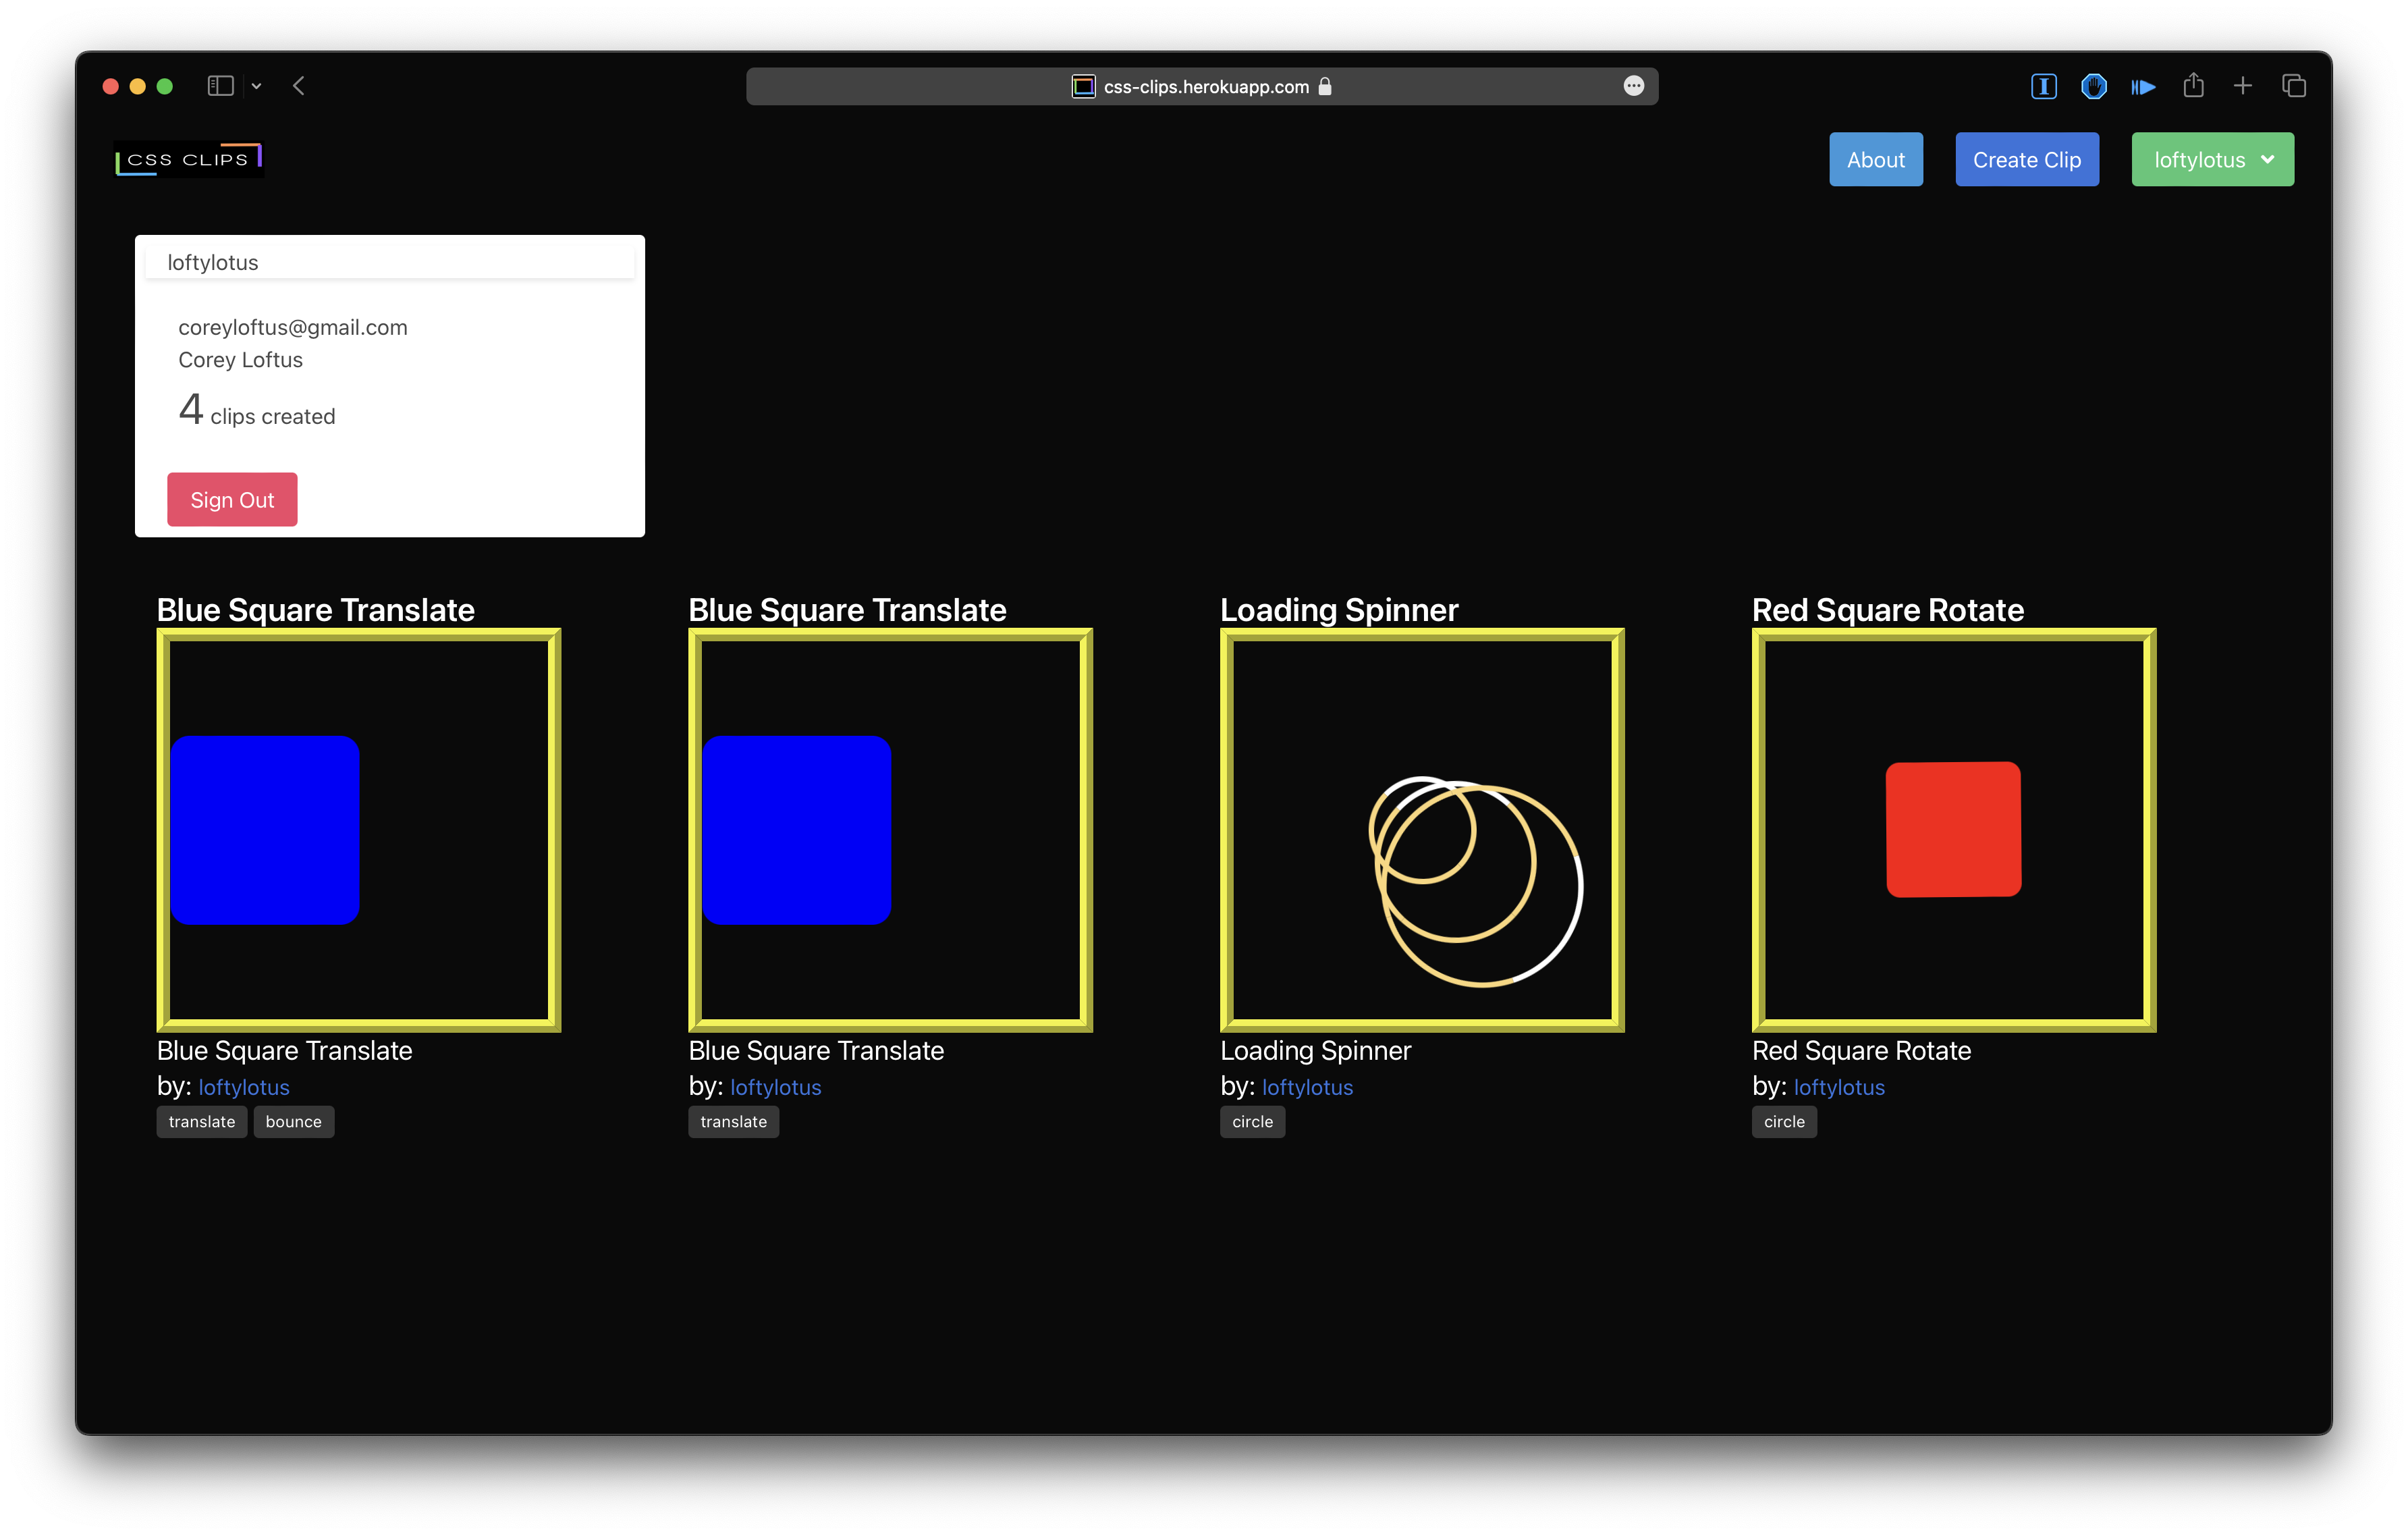 css-clips.herokuapp.com
CSS CLIPS
About
Create Clip
loftylotus
loftylotus
coreyloftus@gmail.com
Corey Loftus
4 clips created
Sign Out
Blue Square Translate
Blue Square Translate
Loading Spinner
Red Square Rotate
Blue Square Translate
by: loftylotus
translate bounce
Blue Square Translate
by: loftylotus
translate
Loading Spinner
by: loftylotus
circle
Red Square Rotate
by: loftylotus
circle